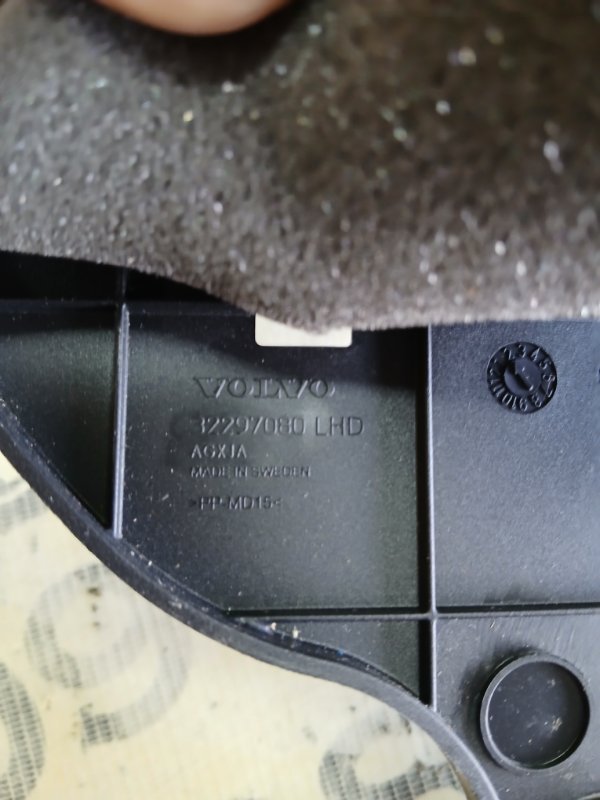 VOLVO
32297080 LHD
AGXJA
MADE IN SWEDEN
>PP-MD15<